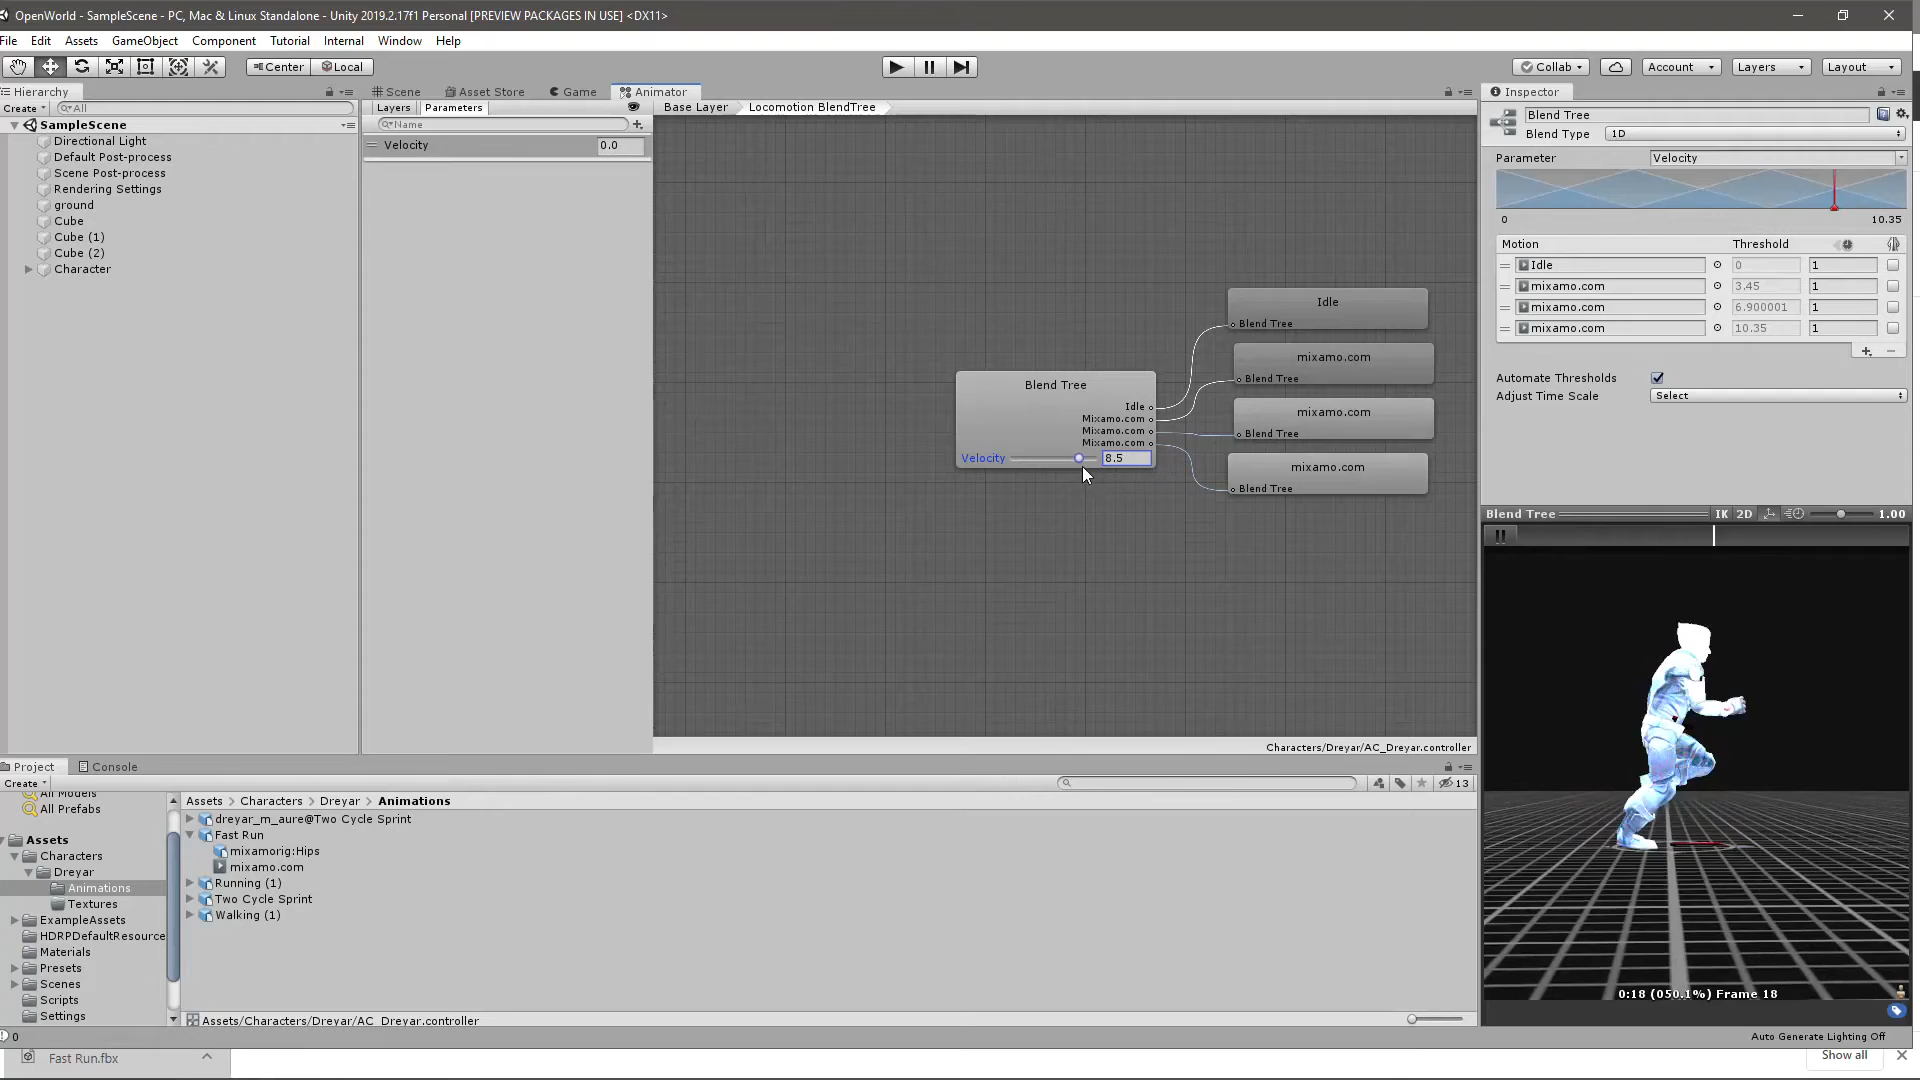 OpenWorld - SampleScene - PC, Mac & Linux Standalone - Unity 2019.2.17f1 Personal [PREVIEW PACKAGES IN USE] <DX11>
File Edit Assets GameObject Component Tutorial Internal Window Help
Center Local Collab Account Layers Layout
Hierarchy
Create All
SampleScene
Directional Light
Default Post-process
Scene Post-process
Rendering Settings
ground
Cube
Cube (1)
Cube (2)
Character
Scene Asset Store Game Animator
Layers Parameters
Name
Velocity 0.0
Base Layer Locomotion BlendTree
Blend Tree
Idle
Mixamo.com
Mixamo.com
Mixamo.com
Velocity 8.5
Idle
Blend Tree
mixamo.com
Blend Tree
mixamo.com
Blend Tree
mixamo.com
Blend Tree
Characters/Dreyar/AC_Dreyar.controller
Inspector
Blend Tree
Blend Type 1D
Parameter Velocity
0 10.35
Motion Threshold
Idle 0 1
mixamo.com 3.45 1
mixamo.com 6.900001 1
mixamo.com 10.35 1
Automate Thresholds
Adjust Time Scale Select
Blend Tree IK 2D 1.00
0:18 (050.1%) Frame 18
Project Console
Create 13
All Models
All Prefabs
Assets
Characters
Dreyar
Animations
Textures
ExampleAssets
HDRPDefaultResource
Materials
Presets
Scenes
Scripts
Settings
Assets > Characters > Dreyar > Animations
dreyar_m_aure@Two Cycle Sprint
Fast Run
mixamorig:Hips
mixamo.com
Running (1)
Two Cycle Sprint
Walking (1)
Assets/Characters/Dreyar/AC_Dreyar.controller
0
Auto Generate Lighting Off
Fast Run.fbx
Show all